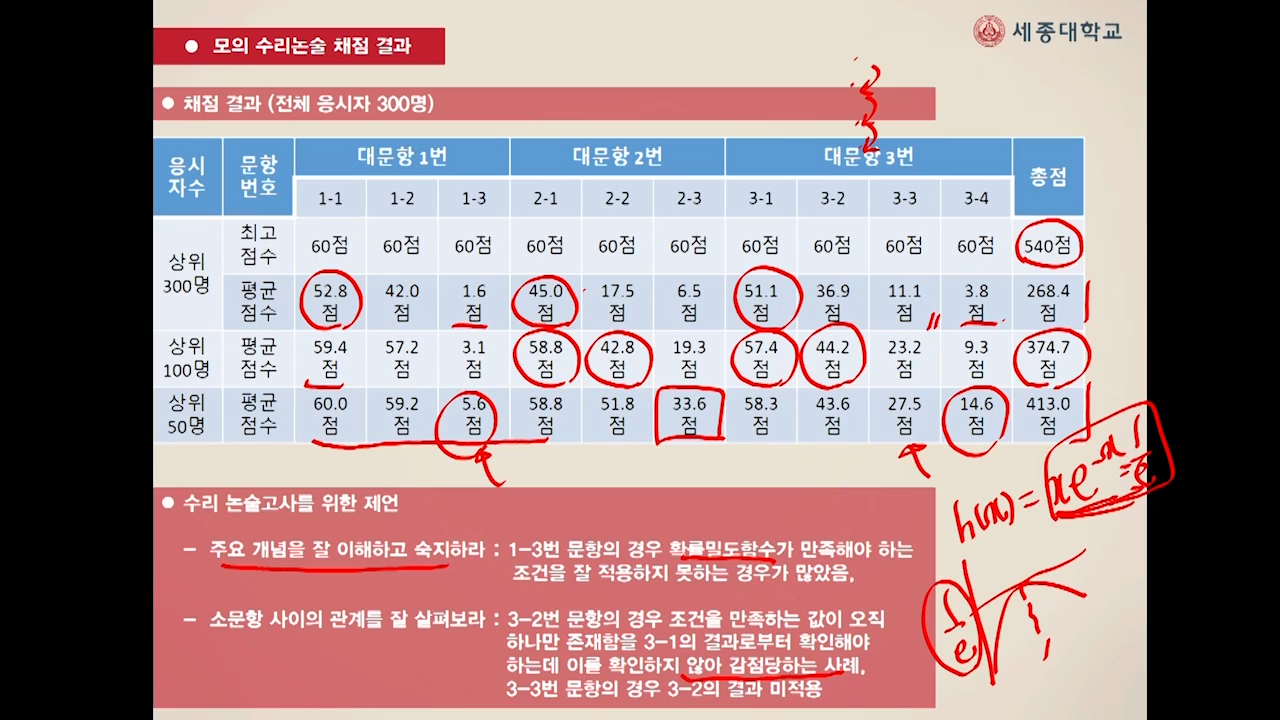 ● 모의 수리논술 채점 결과
세종대학교
● 채점 결과 (전체 응시자 300명)
응시자수 문항번호 대문항 1번 대문항 2번 대문항 3번 총점
1-1 1-2 1-3 2-1 2-2 2-3 3-1 3-2 3-3 3-4
상위 300명 최고점수 60점 60점 60점 60점 60점 60점 60점 60점 60점 60점 540점
평균점수 52.8점 42.0점 1.6점 45.0점 17.5점 6.5점 51.1점 36.9점 11.1점 3.8점 268.4점
상위 100명 평균점수 59.4점 57.2점 3.1점 58.8점 42.8점 19.3점 57.4점 44.2점 23.2점 9.3점 374.7점
상위 50명 평균점수 60.0점 59.2점 5.6점 58.8점 51.8점 33.6점 58.3점 43.6점 27.5점 14.6점 413.0점
h(x) = xe^-x = 1/e
1/e
● 수리 논술고사를 위한 제언
– 주요 개념을 잘 이해하고 숙지하라 : 1-3번 문항의 경우 확률밀도함수가 만족해야 하는
조건을 잘 적용하지 못하는 경우가 많았음,
– 소문항 사이의 관계를 잘 살펴보라 : 3-2번 문항의 경우 조건을 만족하는 값이 오직
하나만 존재함을 3-1의 결과로부터 확인해야
하는데 이를 확인하지 않아 감점당하는 사례,
3-3번 문항의 경우 3-2의 결과 미적용